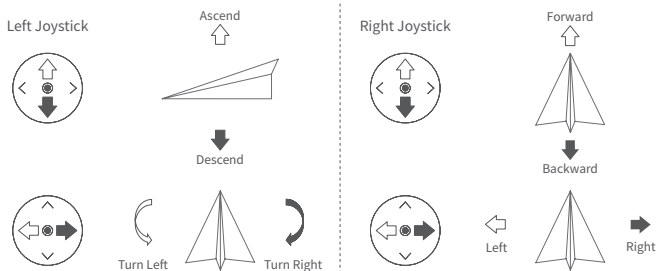 Left Joystick
Ascend
Descend
Turn Left
Turn Right
Right Joystick
Forward
Backward
Left
Right